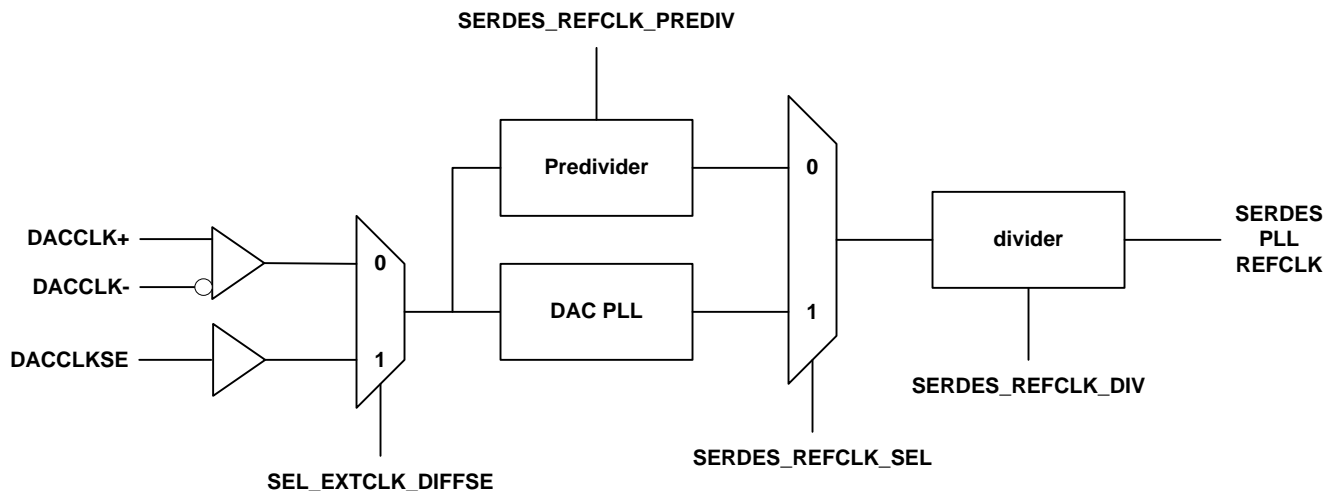 SERDES_REFCLK_PREDIV
Predivider
0
DACCLK+
DACCLK-
0
DACCLKSE
1
DAC PLL
1
divider
SERDES
PLL
REFCLK
SERDES_REFCLK_DIV
SERDES_REFCLK_SEL
SEL_EXTCLK_DIFFSE